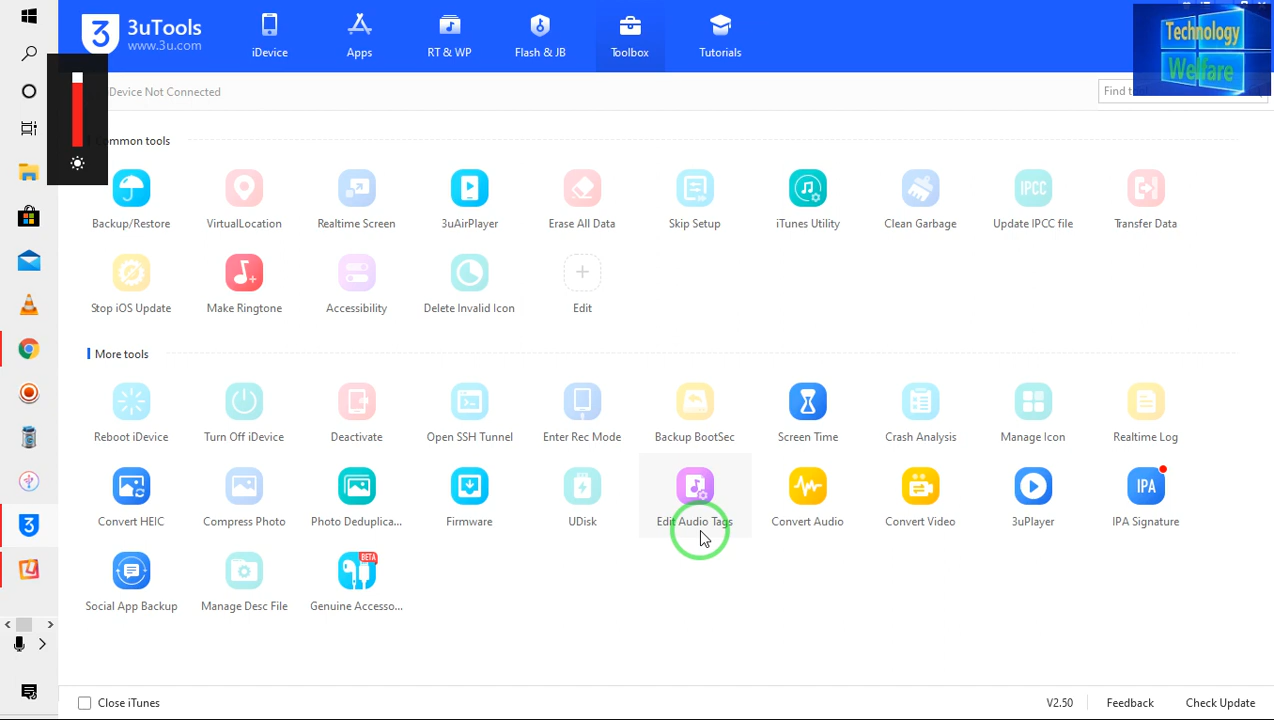 3uTools
www.3u.com
iDevice
Apps
RT & WP
Flash & JB
Toolbox
Tutorials
Technology
Welfare
Device Not Connected
Find t
Common tools
Backup/Restore
VirtualLocation
Realtime Screen
3uAirPlayer
Erase All Data
Skip Setup
iTunes Utility
Clean Garbage
IPCC
Update IPCC file
Transfer Data
Stop iOS Update
Make Ringtone
Accessibility
Delete Invalid Icon
Edit
More tools
Reboot iDevice
Turn Off iDevice
Deactivate
Open SSH Tunnel
Enter Rec Mode
Backup BootSec
Screen Time
Crash Analysis
Manage Icon
Realtime Log
Convert HEIC
Compress Photo
Photo Deduplica...
Firmware
UDisk
Edit Audio Tags
Convert Audio
Convert Video
3uPlayer
IPA
IPA Signature
Social App Backup
Manage Desc File
BETA
Genuine Accesso...
Close iTunes
V2.50
Feedback
Check Update